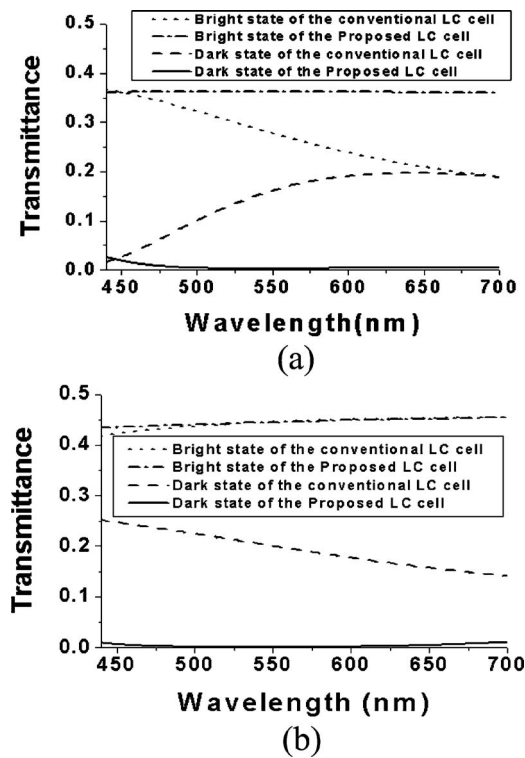 Bright state of the conventional LC cell
Bright state of the Proposed LC cell
Dark state of the conventional LC cell
Dark state of the Proposed LC cell
0.5
0.4
0.3
0.2
0.1
0.0
Transmittance
450 500 550 600 650 700
Wavelength(nm)
(a)
0.5
0.4
0.3
0.2
0.1
0.0
Transmittance
Bright state of the conventional LC cell
Bright state of the Proposed LC cell
Dark state of the conventional LC cell
Dark state of the Proposed LC cell
450 500 550 600 650 700
Wavelength (nm)
(b)